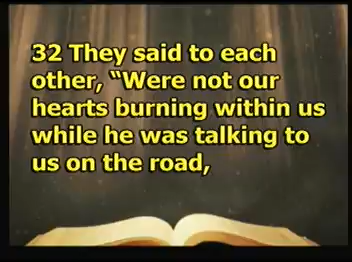 32 They said to each
other, “Were not our
hearts burning within us
while he was talking to
us on the road,